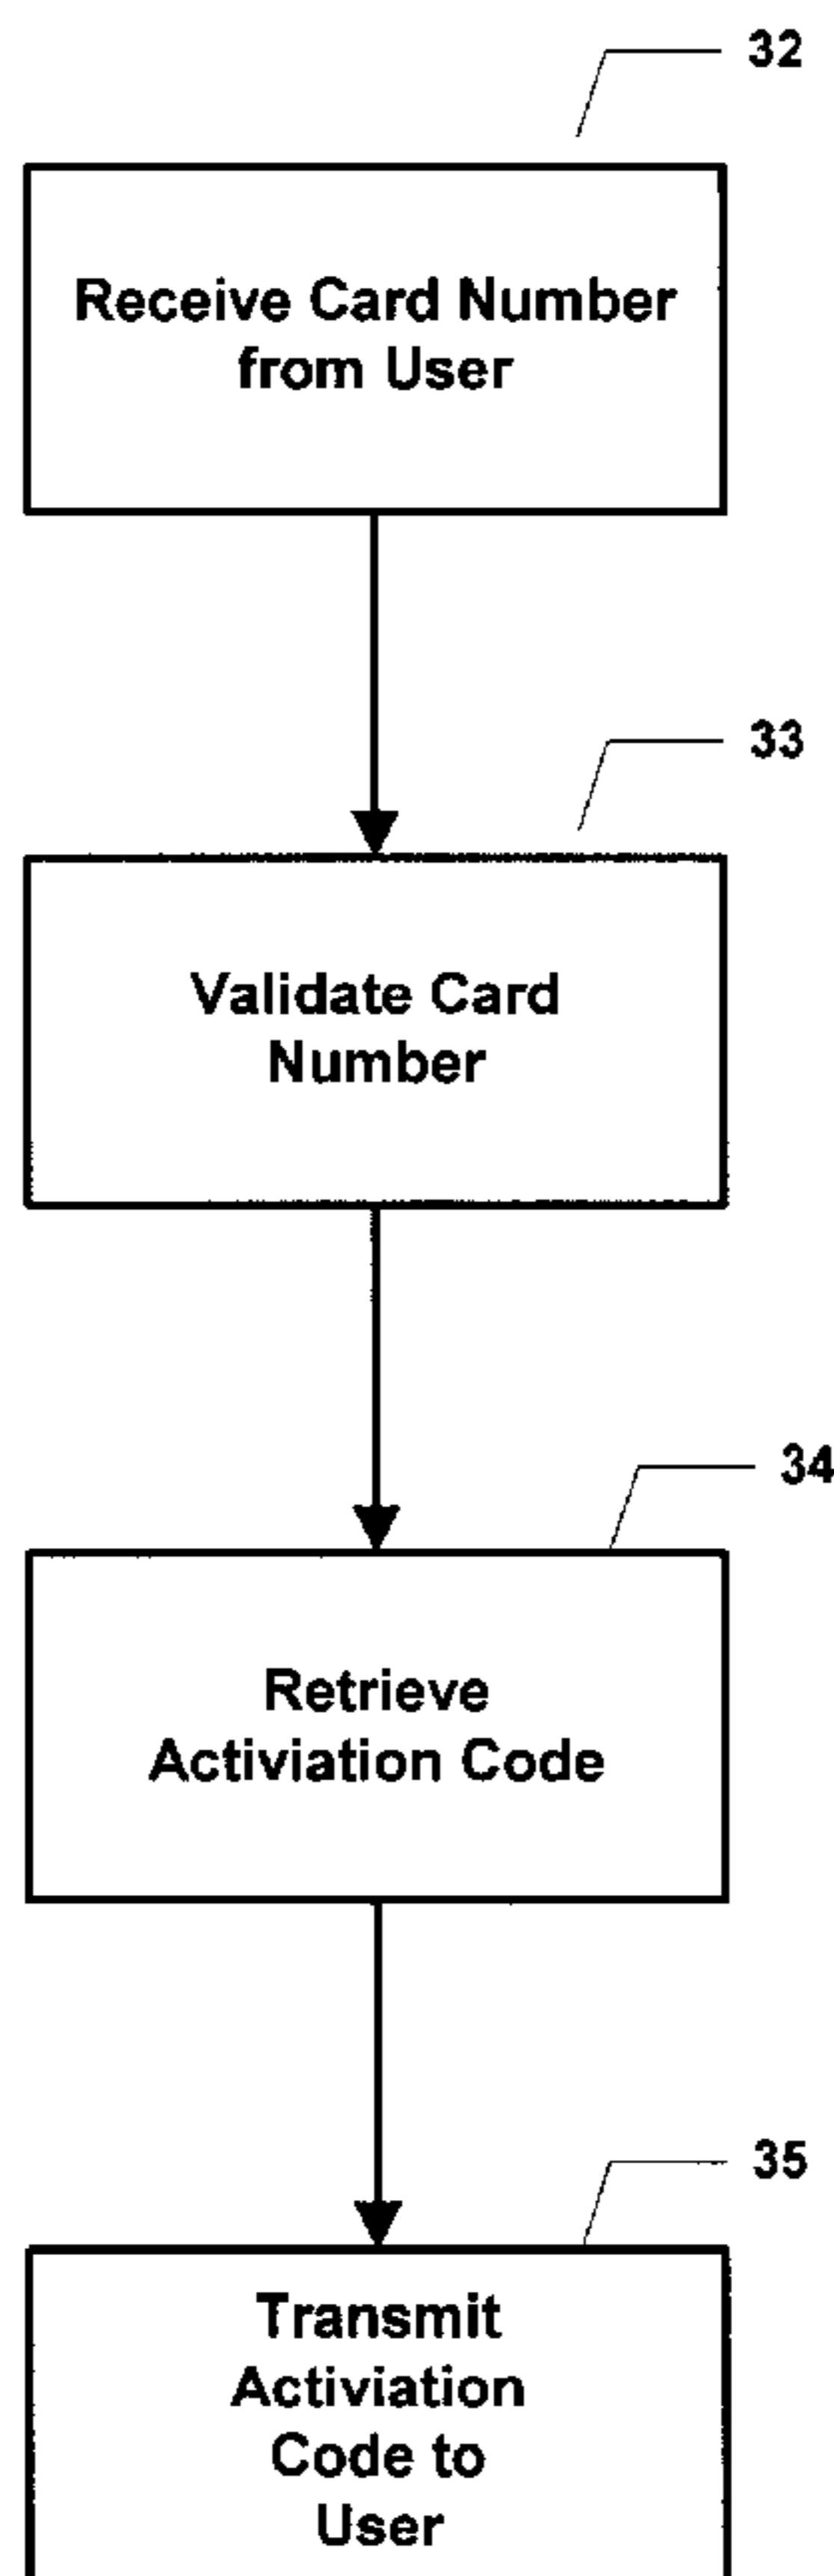 32
Receive Card Number
from User
33
Validate Card
Number
34
Retrieve
Activiation Code
35
Transmit
Activiation
Code to
User